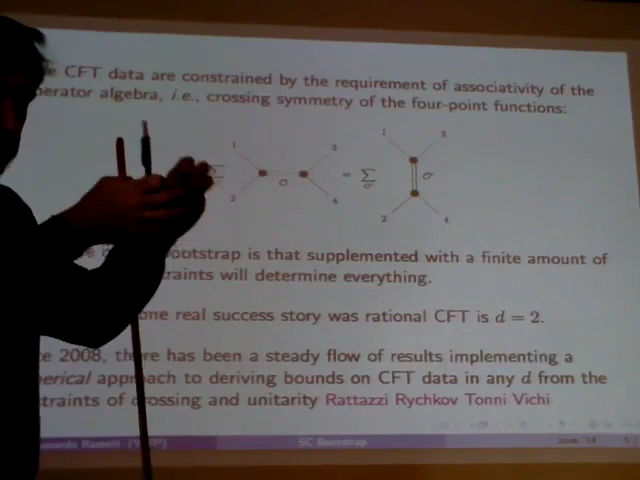 CFT data are constrained by the requirement of associativity of the
algebra, i.e., crossing symmetry of the four-point functions:
1 3 1 3
∑ σ = ∑ σ
2 4 2 4
bootstrap is that supplemented with a finite amount of
will determine everything.
one real success story was rational CFT is d = 2.
2008, there has been a steady flow of results implementing a
approach to deriving bounds on CFT data in any d from the
of crossing and unitarity Rattazzi Rychkov Tonni Vichi
SC Bootstrap